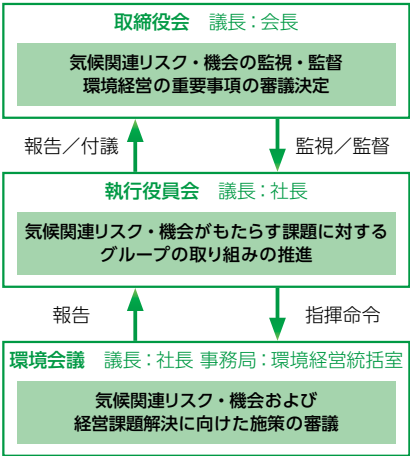 取締役会 議長：会長
気候関連リスク・機会の監視・監督
環境経営の重要事項の審議決定
報告／付議 監視／監督
執行役員会 議長：社長
気候関連リスク・機会がもたらす課題に対する
グループの取り組みの推進
報告 指揮命令
環境会議 議長：社長 事務局：環境経営統括室
気候関連リスク・機会および
経営課題解決に向けた施策の審議